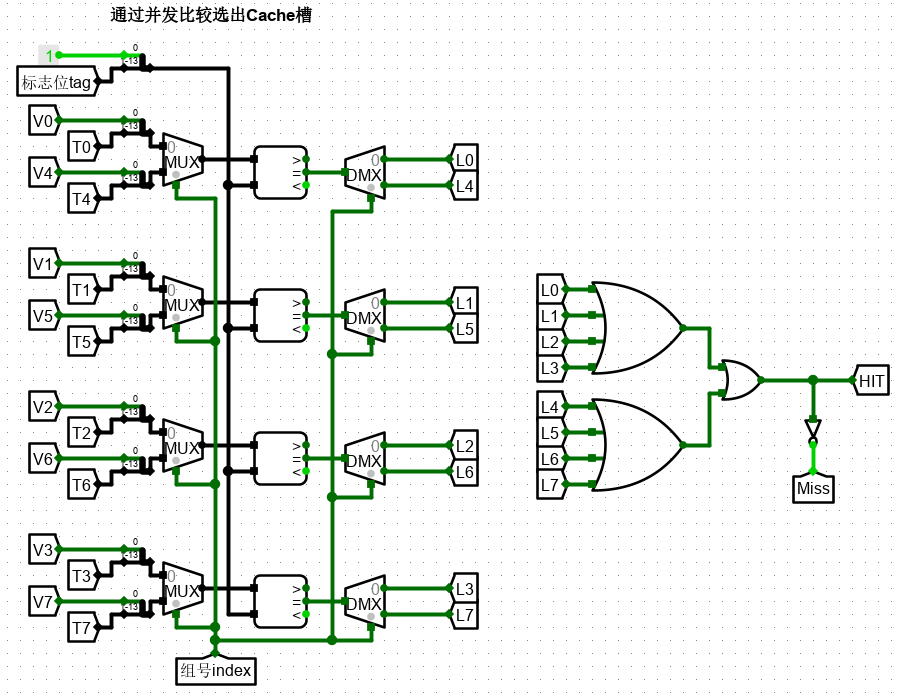 通过并发比较选出Cache槽
1
0
1-13
标志位tag
V0
0
1-13
T0
0
MUX
V4
0
1-13
T4
>
=
<
0
DMX
L0
L4
V1
0
1-13
T1
0
MUX
V5
0
1-13
T5
>
=
<
0
DMX
L1
L5
V2
0
1-13
T2
0
MUX
V6
0
1-13
T6
>
=
<
0
DMX
L2
L6
V3
0
1-13
T3
0
MUX
V7
0
1-13
T7
>
=
<
0
DMX
L3
L7
组号index
L0
L1
L2
L3
L4
L5
L6
L7
HIT
Miss